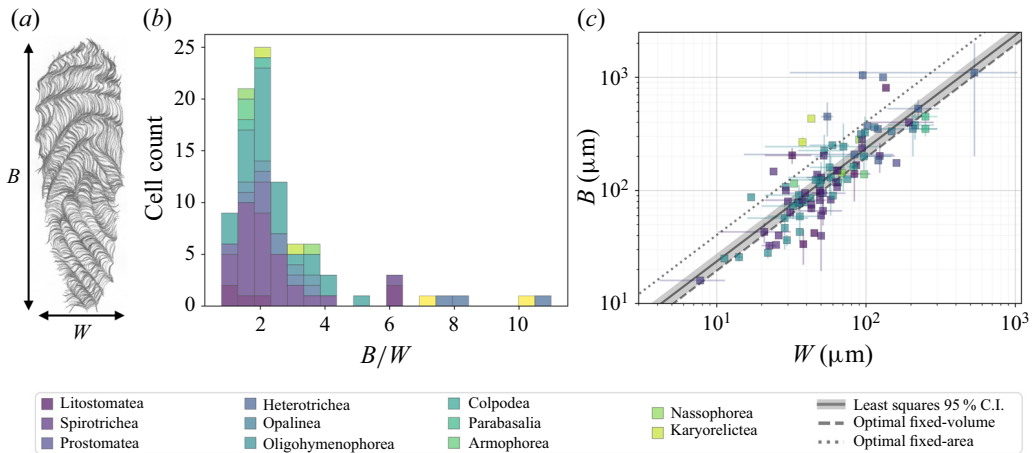 (a)
(b)
(c)
B
W
25
20
15
10
5
0
Cell count
2
4
6
8
10
B/W
10³
10²
10¹
B (μm)
10¹
10²
10³
W (μm)
Litostomatea
Spirotrichea
Prostomatea
Heterotrichea
Opalinea
Oligohymenophorea
Colpodea
Parabasalia
Armophorea
Nassophorea
Karyorelictea
Least squares 95 % C.I.
Optimal fixed-volume
Optimal fixed-area